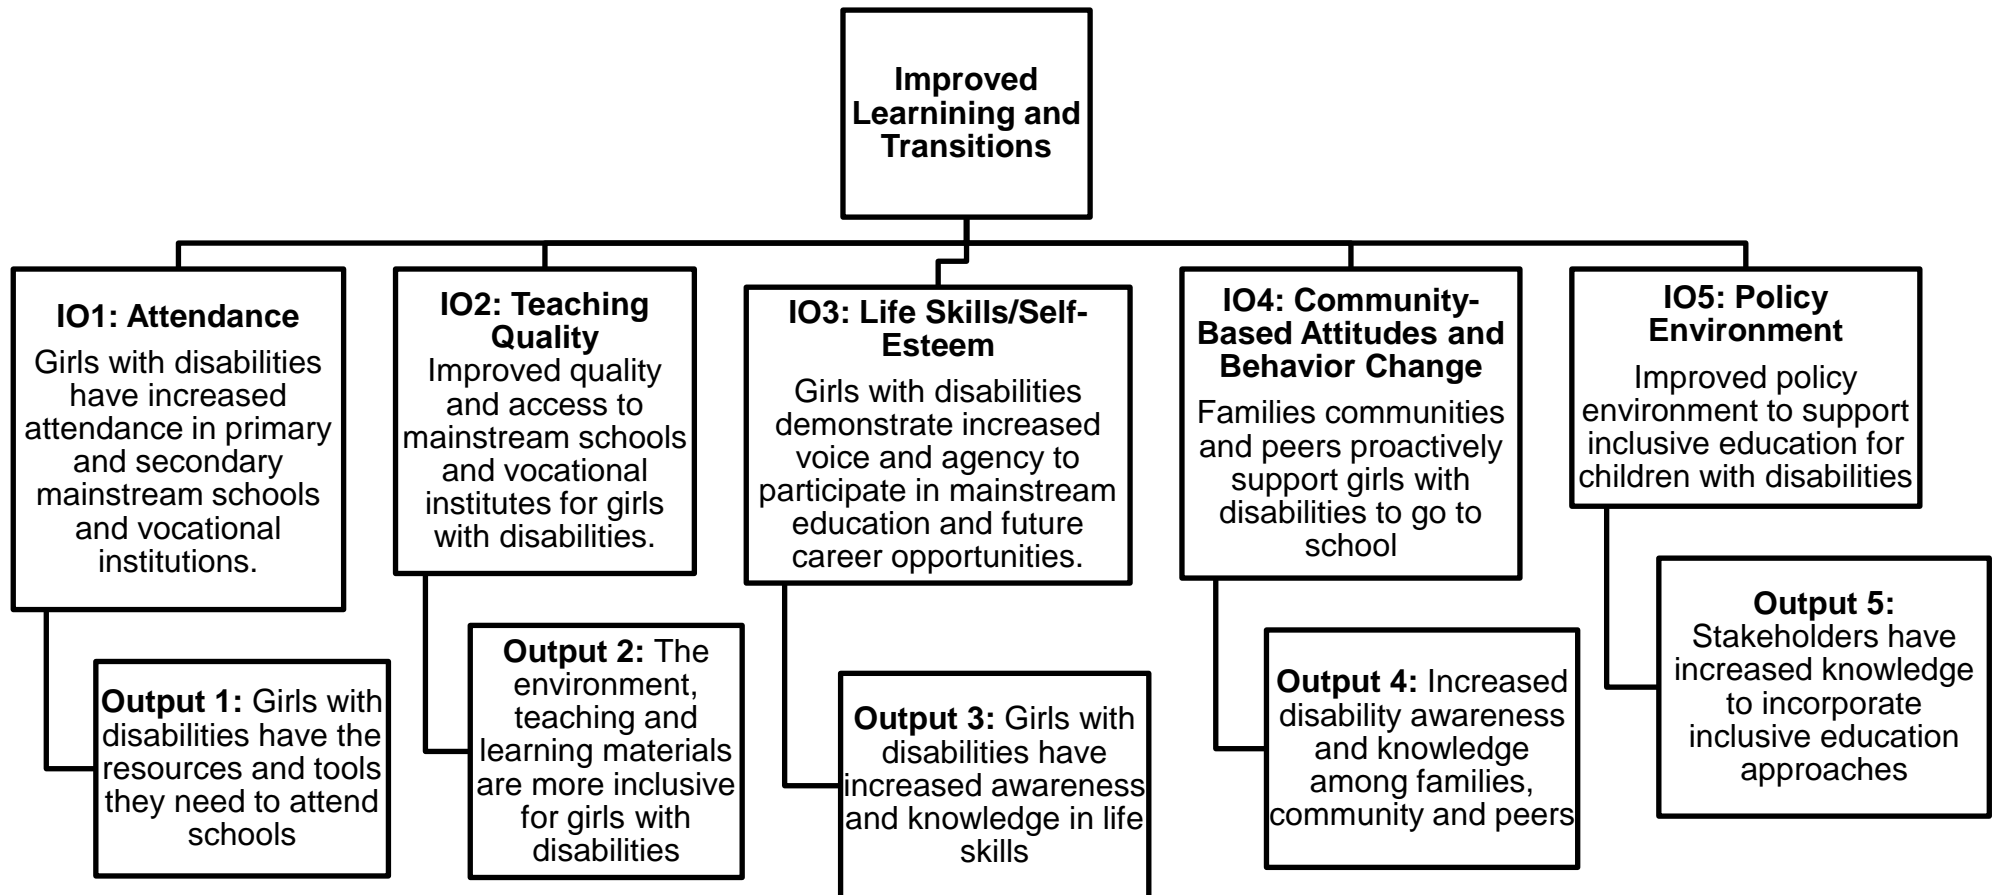 Improved
Learnining and
Transitions
IO1: Attendance
Girls with disabilities
have increased
attendance in primary
and secondary
mainstream schools
and vocational
institutions.
IO2: Teaching
Quality
Improved quality
and access to
mainstream schools
and vocational
institutes for girls
with disabilities.
IO3: Life Skills/Self-
Esteem
Girls with disabilities
demonstrate increased
voice and agency to
participate in mainstream
education and future
career opportunities.
IO4: Community-
Based Attitudes and
Behavior Change
Families communities
and peers proactively
support girls with
disabilities to go to
school
IO5: Policy
Environment
Improved policy
environment to support
inclusive education for
children with disabilities
Output 1: Girls with
disabilities have the
resources and tools
they need to attend
schools
Output 2: The
environment,
teaching and
learning materials
are more inclusive
for girls with
disabilities
Output 3: Girls with
disabilities have
increased awareness
and knowledge in life
skills
Output 4: Increased
disability awareness
and knowledge
among families,
community and peers
Output 5:
Stakeholders have
increased knowledge
to incorporate
inclusive education
approaches